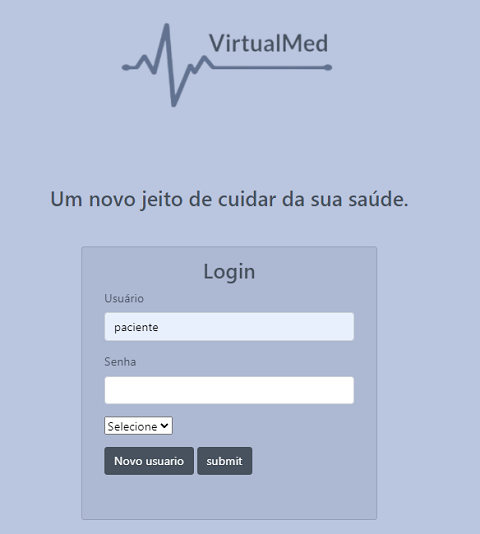 VirtualMed
Um novo jeito de cuidar da sua saúde.
Login
Usuário
paciente
Senha
Selecione
Novo usuario submit